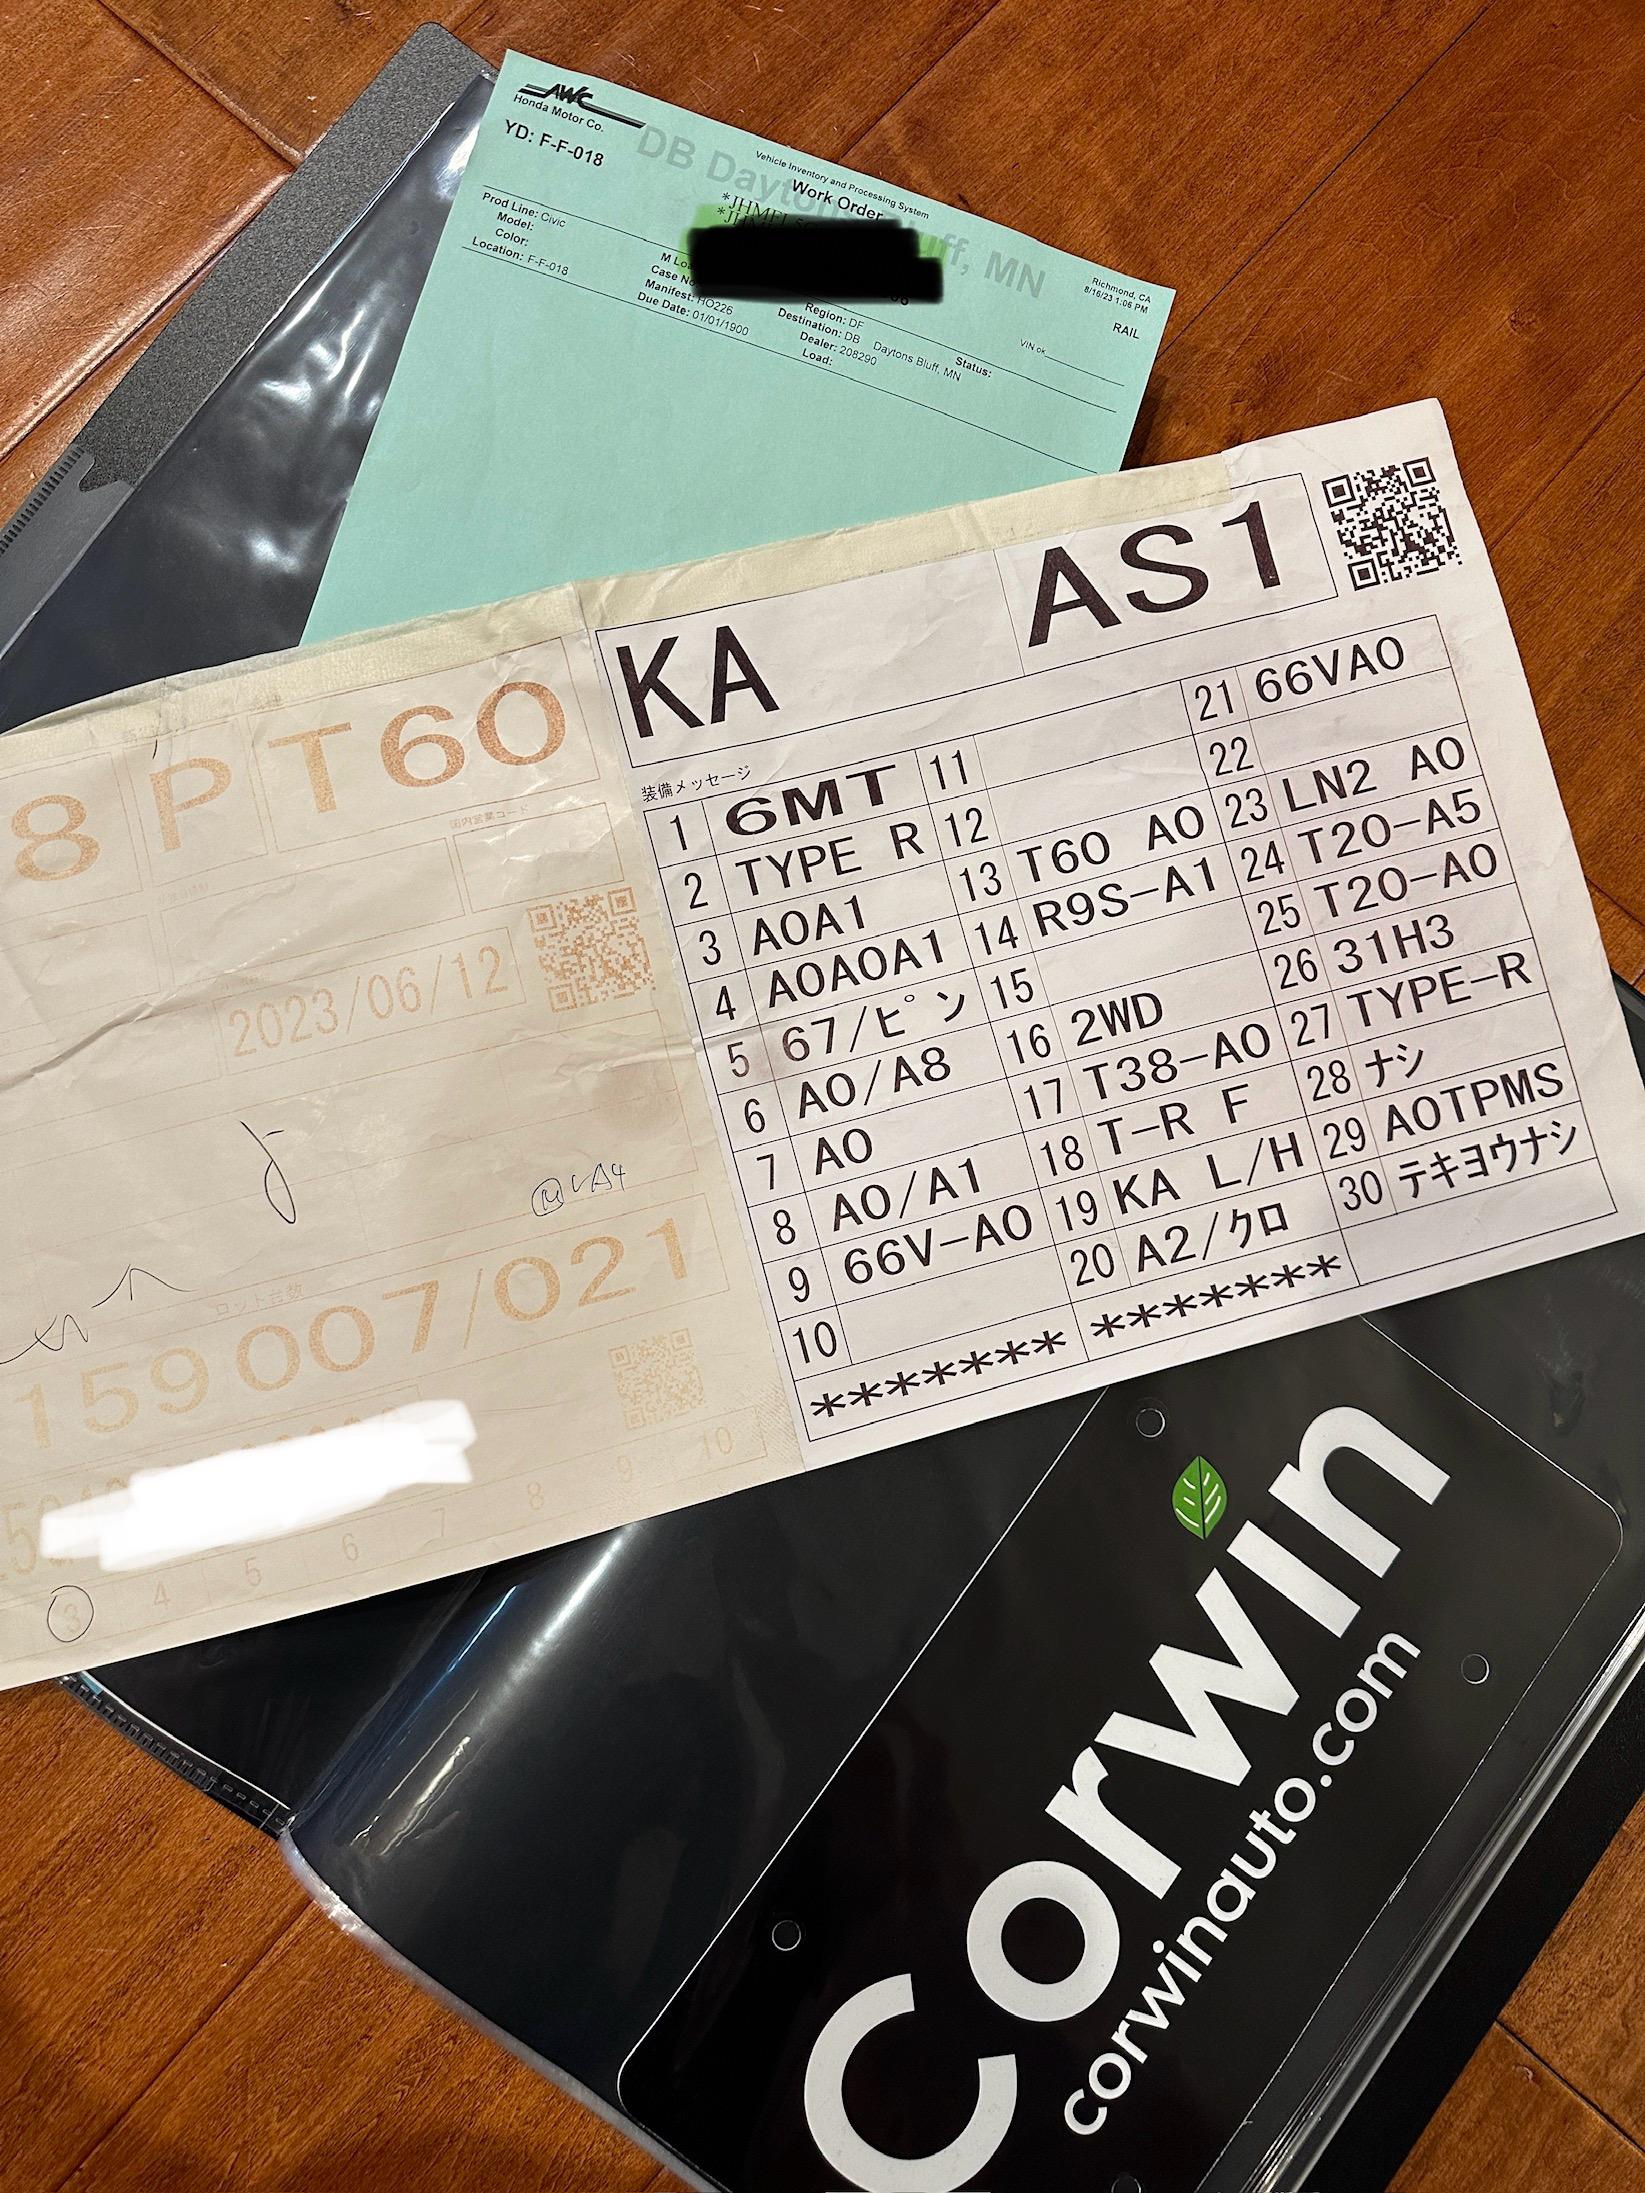 AWC
Honda Motor Co.
YD: F-F-018
DB Daytons Bluff, MN
Vehicle Inventory and Processing System
Work Order
Richmond, CA
8/16/23 1:06 PM
RAIL
Prod Line: Civic
Model:
Color:
Location: F-F-018
Manifest: HO226
Due Date: 01/01/1900
Region: DF
Destination: DB Daytons Bluff, MN
Dealer: 208290
Load:
Status:
VIN ok
8 P T60
国内営業コード
2023/06/12
ロット台数
159 007/021
3 4 5 6 7 8 9 10
KA AS1
装備メッセージ
1 6MT
2 TYPE R
3 A0A1
4 A0A0A1
5 67/ピン
6 A0/A8
7 A0
8 A0/A1
9 66V-A0
10
11
12
13 T60 A0
14 R9S-A1
15
16 2WD
17 T38-A0
18 T-R F
19 KA L/H
20 A2/クロ
21 66VA0
22
23 LN2 A0
24 T20-A5
25 T20-A0
26 31H3
27 TYPE-R
28 ナシ
29 A0TPMS
30 テキヨウナシ
******* *******
Corwin
corwinauto.com